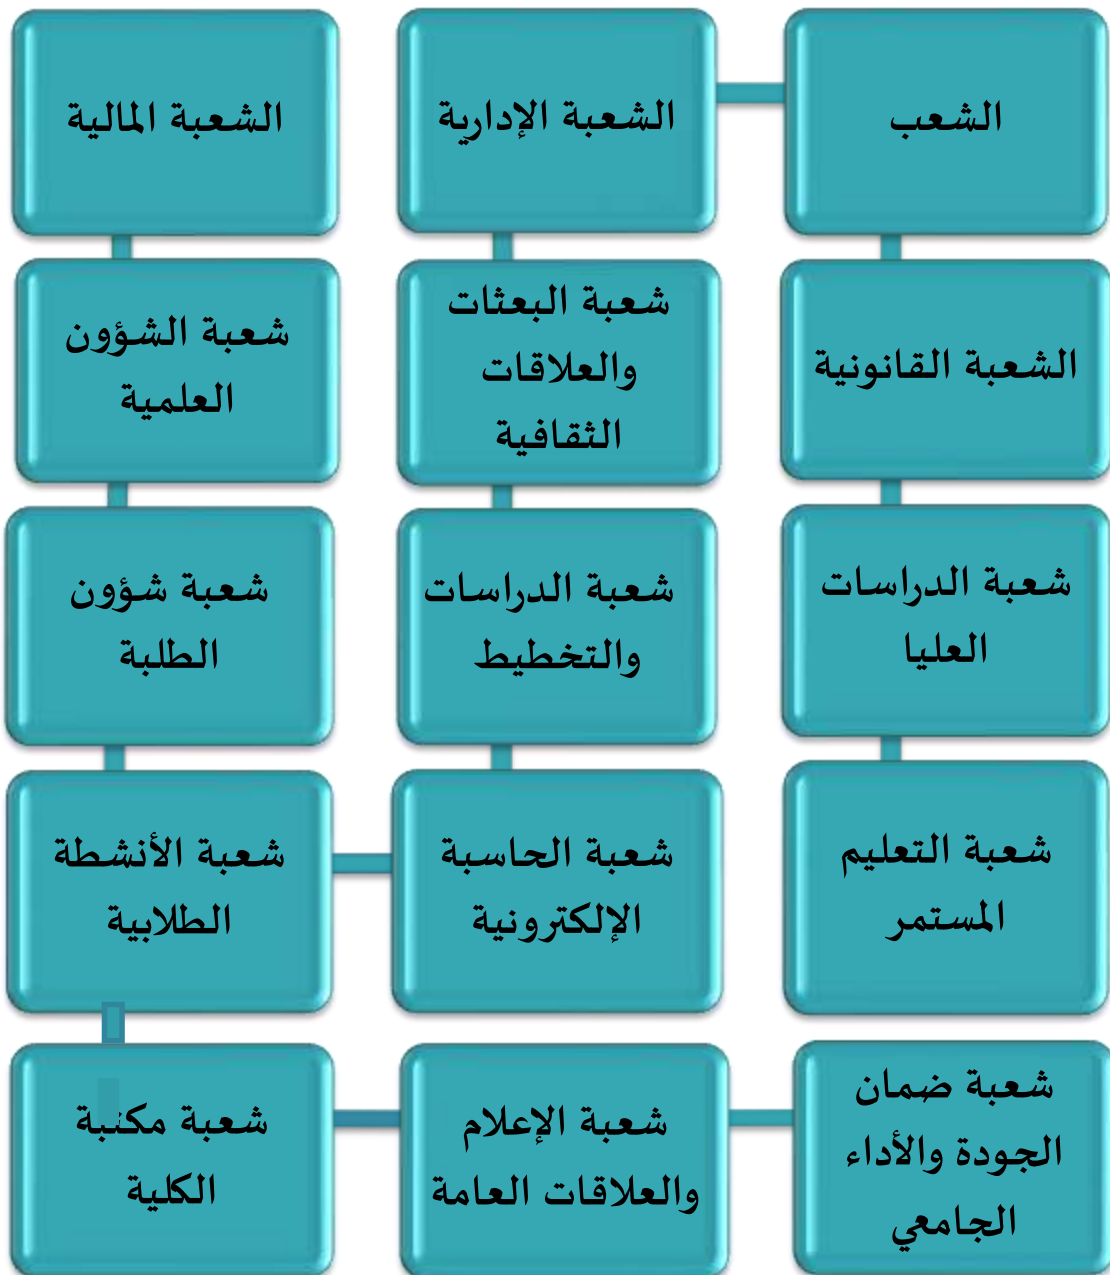 الشعب
الشعبة الإدارية
الشعبة المالية
الشعبة القانونية
شعبة البعثات
والعلاقات
الثقافية
شعبة الشؤون
العلمية
شعبة الدراسات
العليا
شعبة الدراسات
والتخطيط
شعبة شؤون
الطلبة
شعبة التعليم
المستمر
شعبة الحاسبة
الإلكترونية
شعبة الأنشطة
الطلابية
شعبة ضمان
الجودة والأداء
الجامعي
شعبة الإعلام
والعلاقات العامة
شعبة مكتبة
الكلية